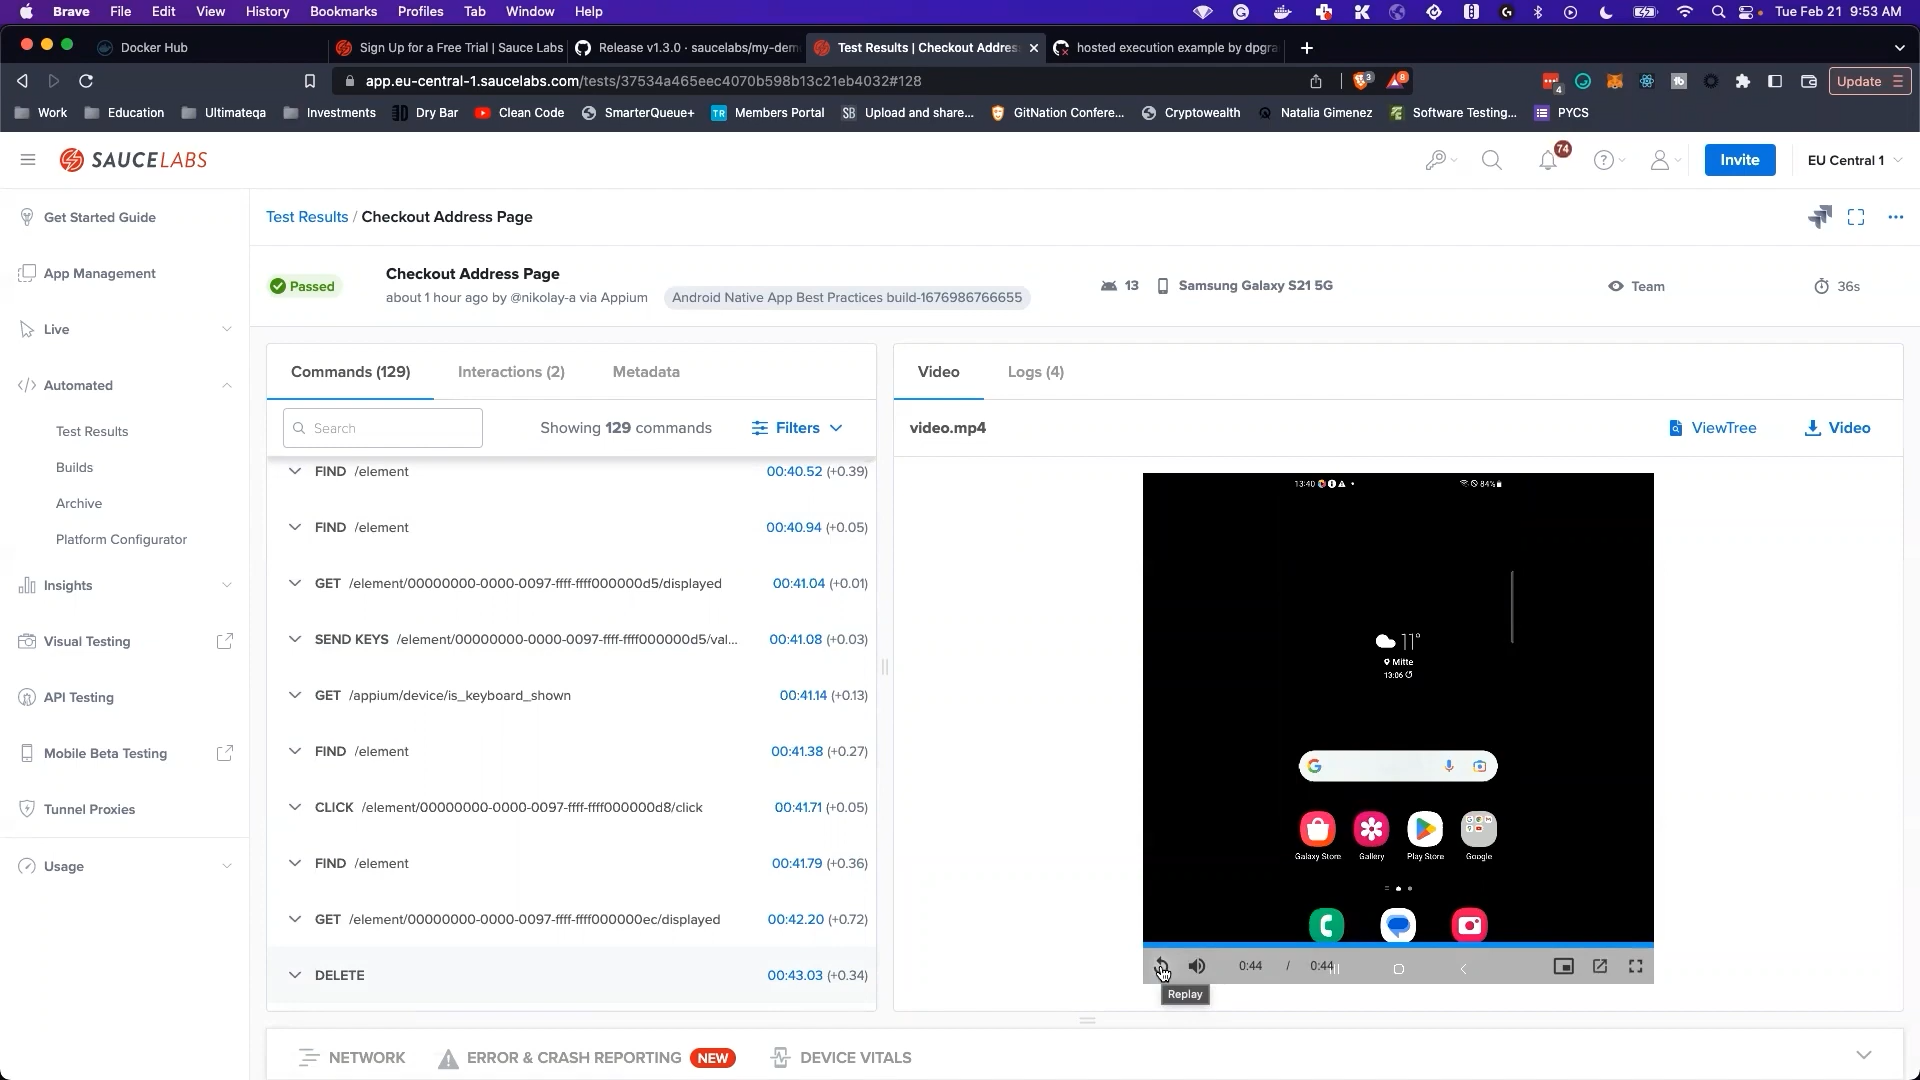 Brave File Edit View History Bookmarks Profiles Tab Window Help Tue Feb 21 9:53 AM
Docker Hub Sign Up for a Free Trial | Sauce Labs Release v1.3.0 · saucelabs/my-dem Test Results | Checkout Addres hosted execution example by dpgra
app.eu-central-1.saucelabs.com/tests/37534a465eec4070b598b13c21eb4032#128 3 8 4 Update
Work Education Ultimateqa Investments Dry Bar Clean Code SmarterQueue+ TR Members Portal SB Upload and share... GitNation Confere... Cryptowealth Natalia Gimenez Software Testing... PYCS
SAUCELABS 74 Invite EU Central 1
Get Started Guide
App Management
Live
Automated
Test Results
Builds
Archive
Platform Configurator
Insights
Visual Testing
API Testing
Mobile Beta Testing
Tunnel Proxies
Usage
Test Results / Checkout Address Page
Passed
Checkout Address Page
about 1 hour ago by @nikolay-a via Appium Android Native App Best Practices build-1676986766655
13 Samsung Galaxy S21 5G Team 36s
Commands (129) Interactions (2) Metadata
Search Showing 129 commands Filters
FIND /element 00:40.52 (+0.39)
FIND /element 00:40.94 (+0.05)
GET /element/00000000-0000-0097-ffff-ffff000000d5/displayed 00:41.04 (+0.01)
SEND KEYS /element/00000000-0000-0097-ffff-ffff000000d5/val... 00:41.08 (+0.03)
GET /appium/device/is_keyboard_shown 00:41.14 (+0.13)
FIND /element 00:41.38 (+0.27)
CLICK /element/00000000-0000-0097-ffff-ffff000000d8/click 00:41.71 (+0.05)
FIND /element 00:41.79 (+0.36)
GET /element/00000000-0000-0097-ffff-ffff000000ec/displayed 00:42.20 (+0.72)
DELETE 00:43.03 (+0.34)
Video Logs (4)
video.mp4 ViewTree Video
13:40 84%
11°
Mitte
13:06
Galaxy Store Gallery Play Store Google
0:44 / 0:44
Replay
NETWORK ERROR & CRASH REPORTING NEW DEVICE VITALS